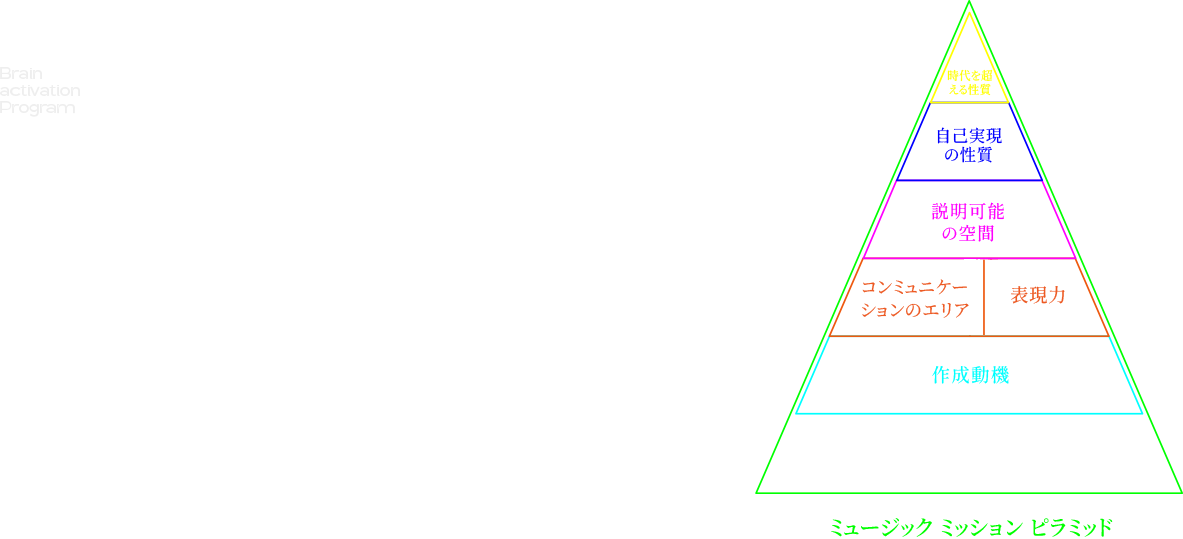 Brain
activation
Program
時代を超
える性質
自己実現
の性質
説明可能
の空間
コンミュニケー
ションのエリア
表現力
作成動機
ミュージック ミッション ピラミッド